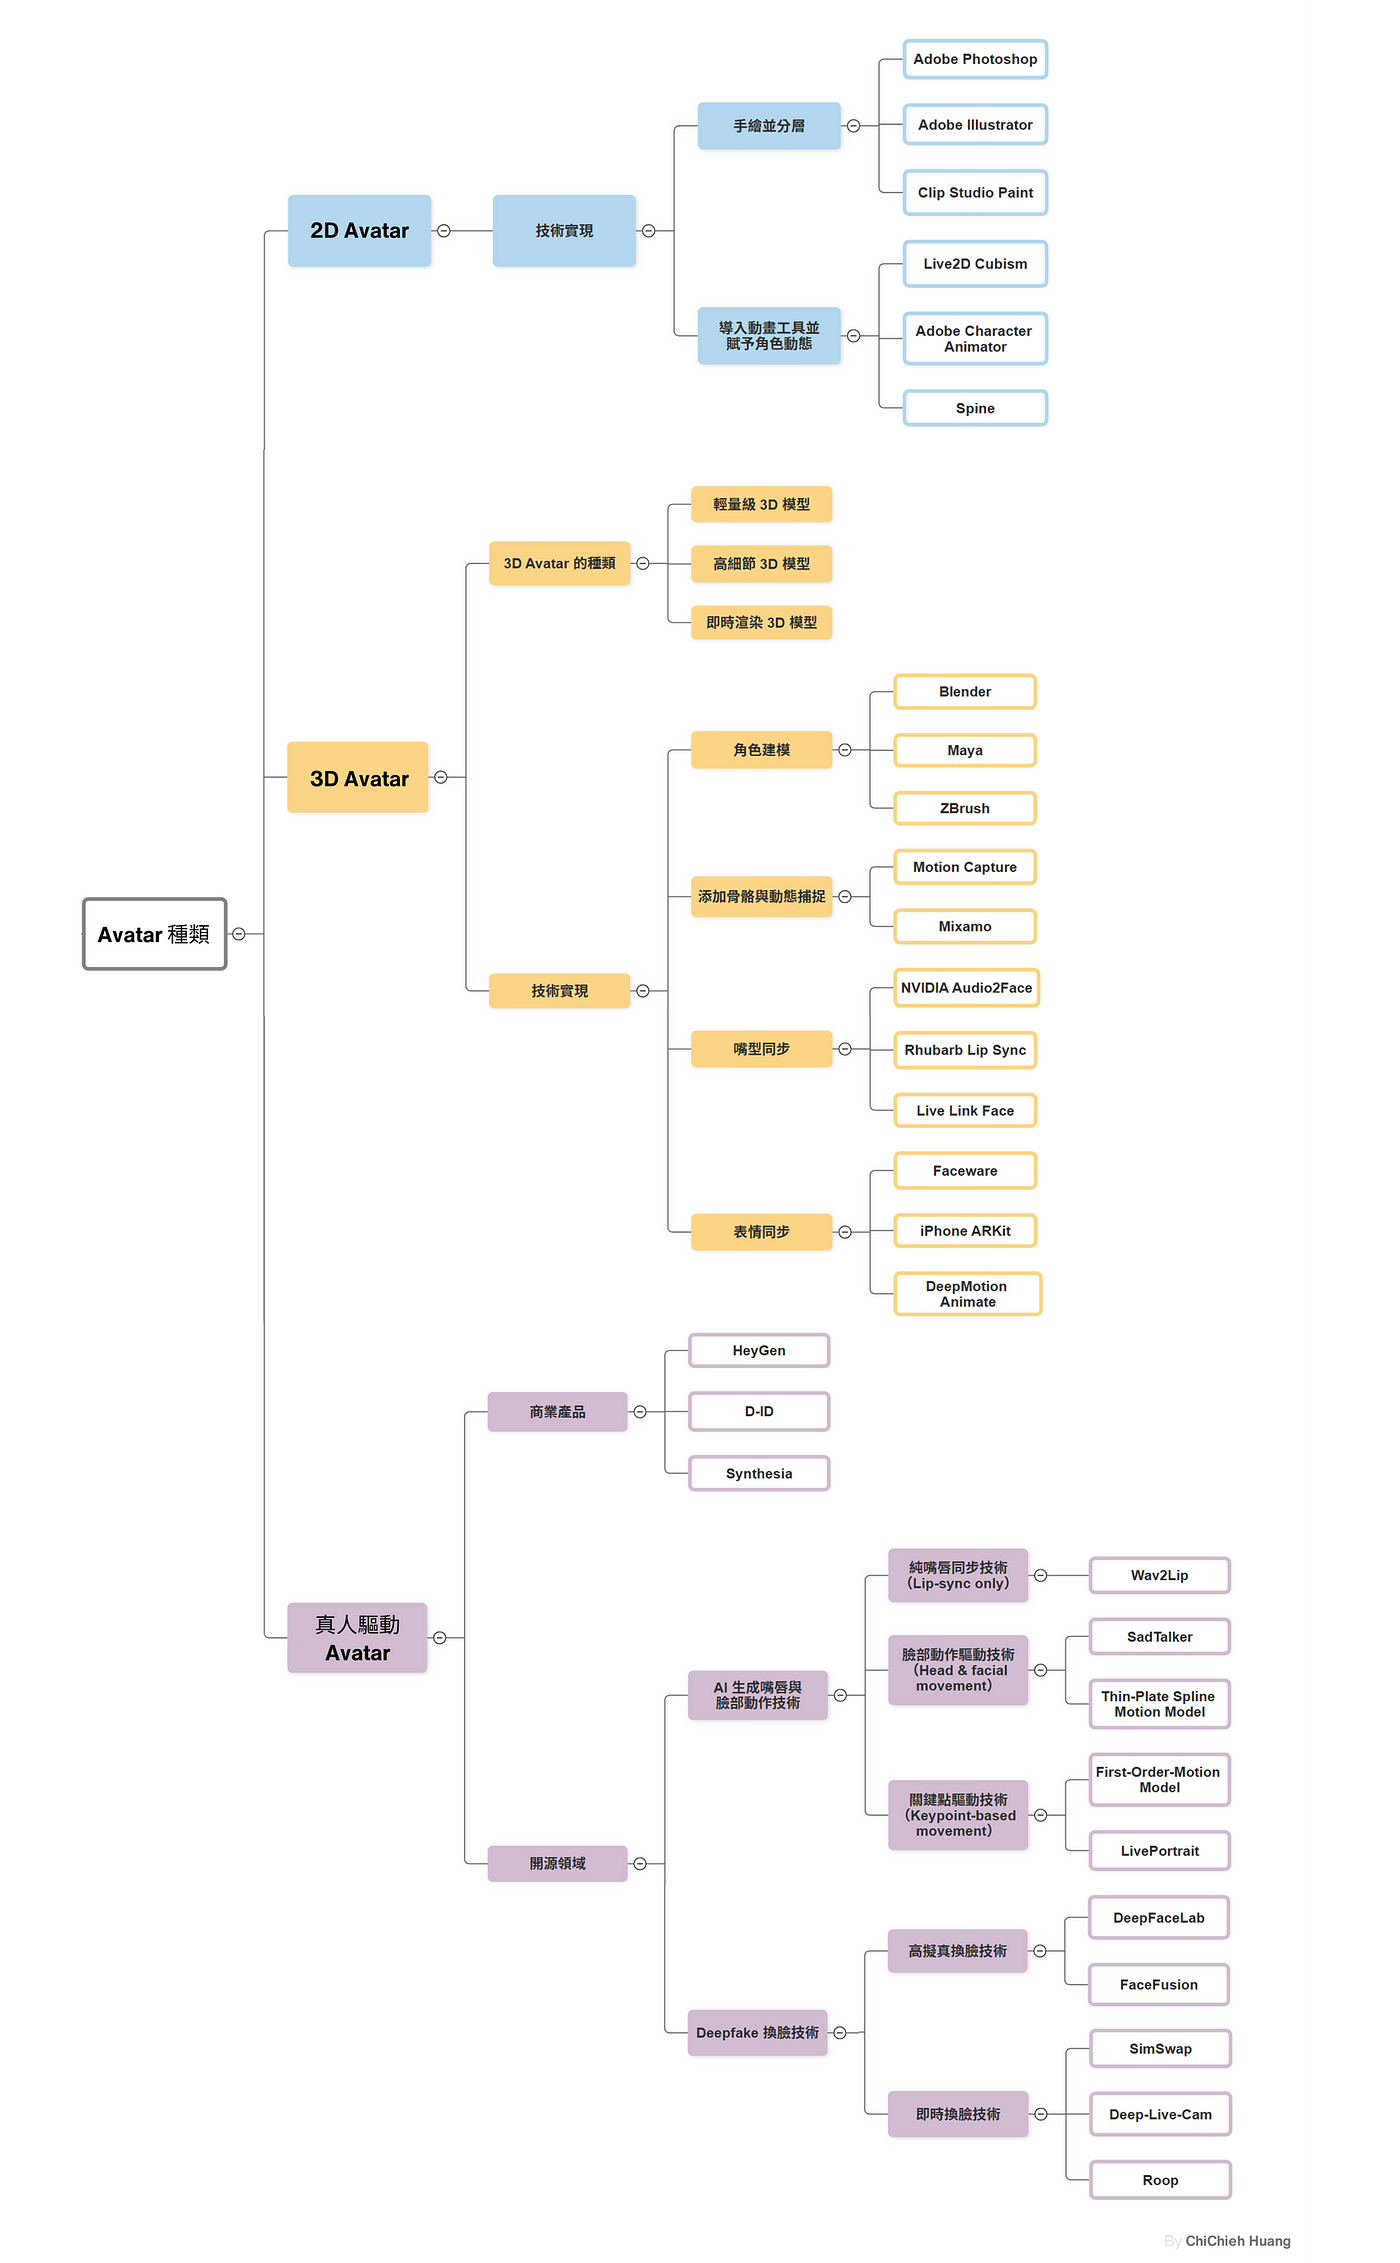 Avatar 種類
2D Avatar
技術實現
手繪並分層
Adobe Photoshop
Adobe Illustrator
Clip Studio Paint
導入動畫工具並
賦予角色動態
Live2D Cubism
Adobe Character
Animator
Spine
3D Avatar
3D Avatar 的種類
輕量級 3D 模型
高細節 3D 模型
即時渲染 3D 模型
技術實現
角色建模
Blender
Maya
ZBrush
添加骨骼與動態捕捉
Motion Capture
Mixamo
嘴型同步
NVIDIA Audio2Face
Rhubarb Lip Sync
Live Link Face
表情同步
Faceware
iPhone ARKit
DeepMotion
Animate
真人驅動
Avatar
商業產品
HeyGen
D-ID
Synthesia
開源領域
AI 生成嘴唇與
臉部動作技術
純嘴唇同步技術
（Lip-sync only）
Wav2Lip
臉部動作驅動技術
（Head & facial
movement）
SadTalker
Thin-Plate Spline
Motion Model
關鍵點驅動技術
（Keypoint-based
movement）
First-Order-Motion
Model
LivePortrait
Deepfake 換臉技術
高擬真換臉技術
DeepFaceLab
FaceFusion
即時換臉技術
SimSwap
Deep-Live-Cam
Roop
By ChiChieh Huang